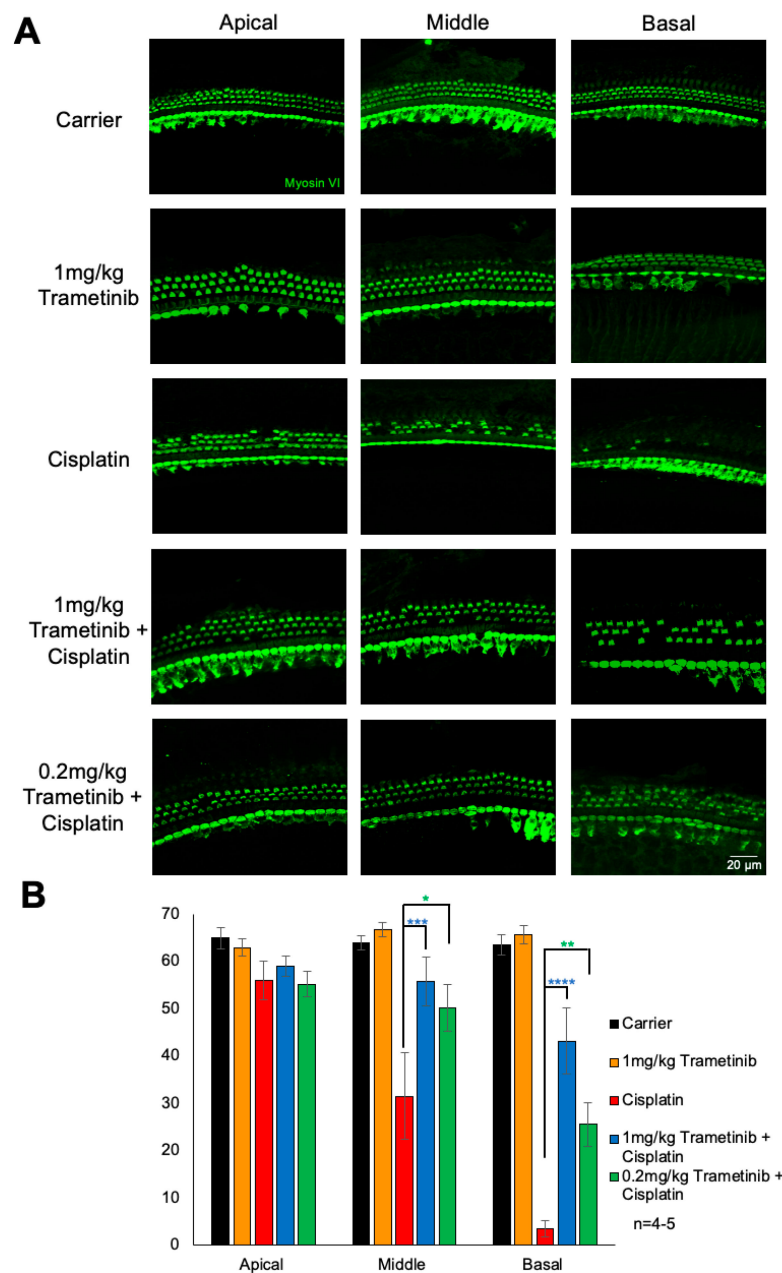 A
Apical
Middle
Basal
Carrier
Myosin VI
1mg/kg
Trametinib
Cisplatin
1mg/kg
Trametinib +
Cisplatin
0.2mg/kg
Trametinib +
Cisplatin
20 µm
B
70
60
50
40
30
20
10
0
*
***
**
****
Apical
Middle
Basal
Carrier
1mg/kg Trametinib
Cisplatin
1mg/kg Trametinib +
Cisplatin
0.2mg/kg Trametinib +
Cisplatin
n=4-5